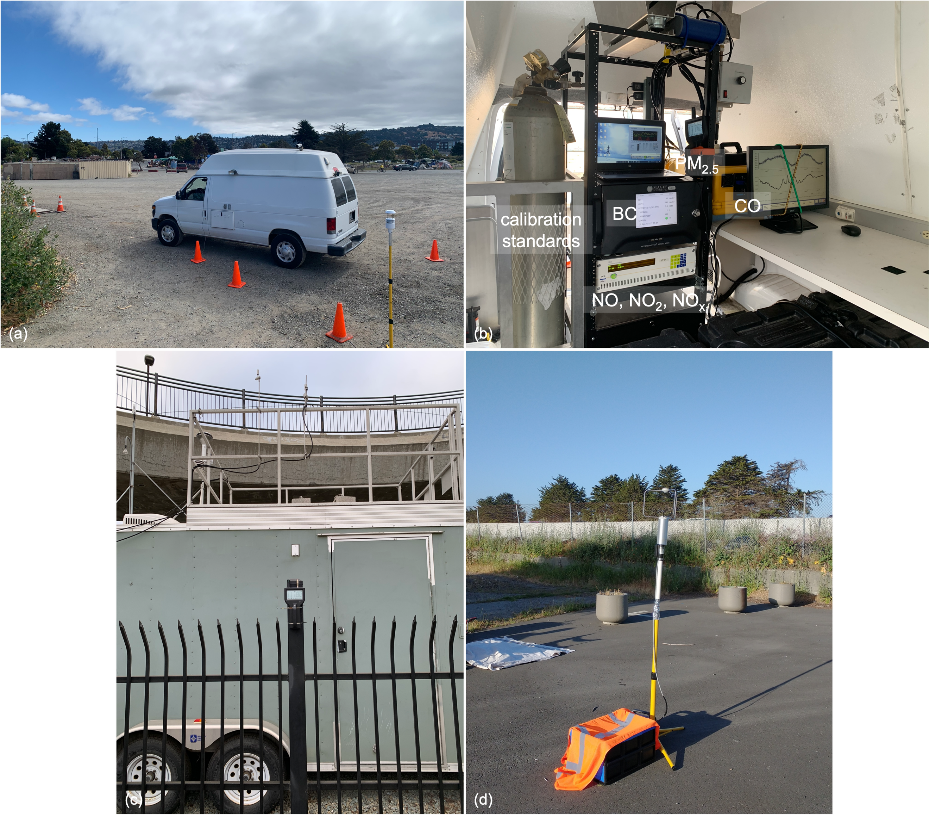 (a)
calibration
standards
PM2.5
BC
CO
NO, NO2, NOx
(b)
(c)
(d)